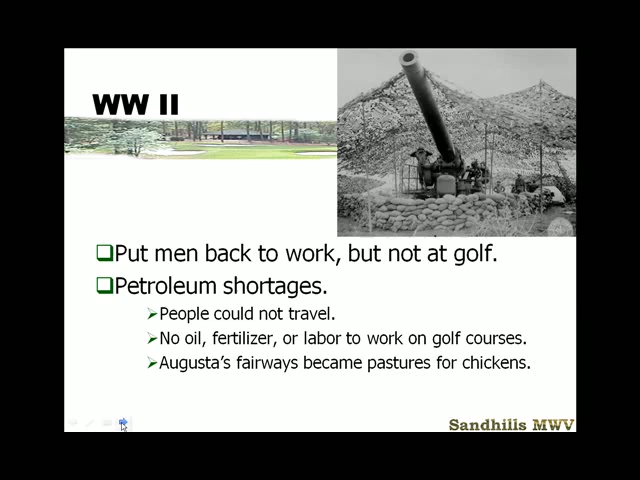 WW II
Put men back to work, but not at golf.
Petroleum shortages.
People could not travel.
No oil, fertilizer, or labor to work on golf courses.
Augusta's fairways became pastures for chickens.
Sandhills MWV